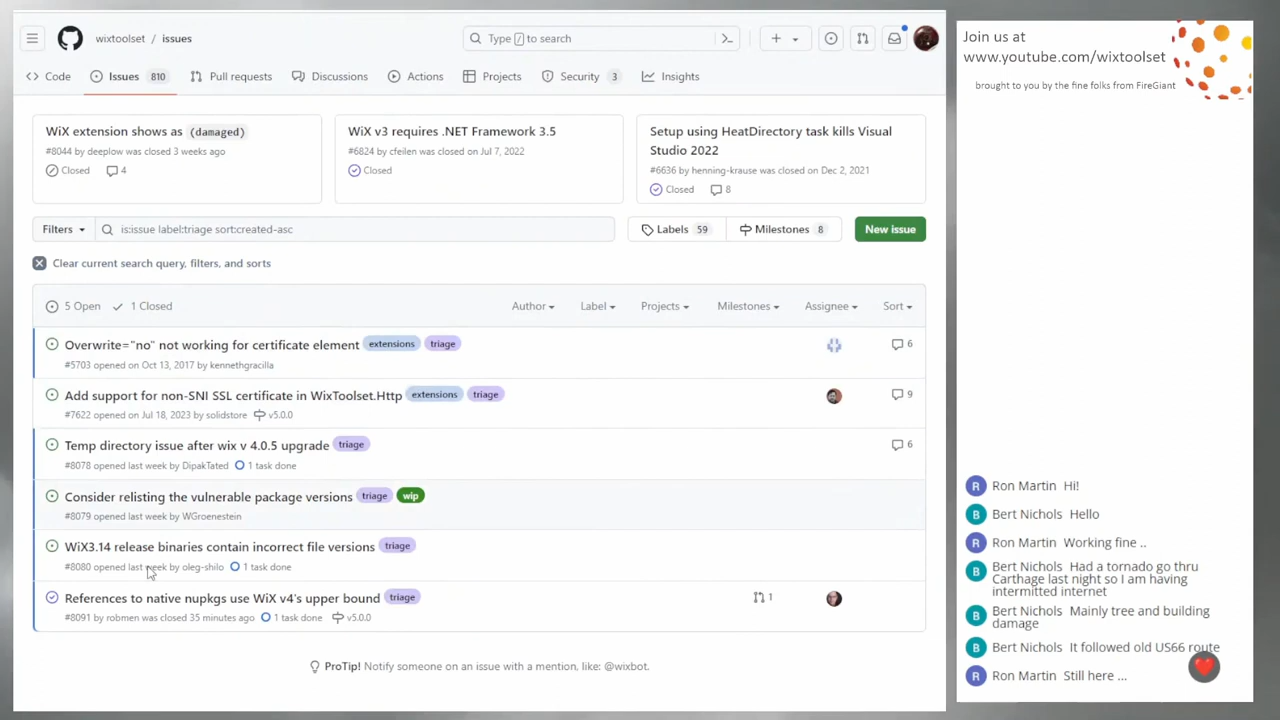 wixtoolset / issues
Type / to search
Code
Issues 810
Pull requests
Discussions
Actions
Projects
Security 3
Insights
WiX extension shows as (damaged)
#8044 by deeplow was closed 3 weeks ago
Closed 4
WiX v3 requires .NET Framework 3.5
#6824 by cfeilen was closed on Jul 7, 2022
Closed
Setup using HeatDirectory task kills Visual
Studio 2022
#6636 by henning-krause was closed on Dec 2, 2021
Closed 8
Filters
is:issue label:triage sort:created-asc
Labels 59
Milestones 8
New issue
Clear current search query, filters, and sorts
5 Open 1 Closed
Author
Label
Projects
Milestones
Assignee
Sort
Overwrite="no" not working for certificate element extensions triage 6
#5703 opened on Oct 13, 2017 by kennethgracilla
Add support for non-SNI SSL certificate in WixToolset.Http extensions triage 9
#7622 opened on Jul 18, 2023 by solidstore v5.0.0
Temp directory issue after wix v 4.0.5 upgrade triage 6
#8078 opened last week by DipakTated 1 task done
Consider relisting the vulnerable package versions triage wip
#8079 opened last week by WGroenestein
WiX3.14 release binaries contain incorrect file versions triage
#8080 opened last week by oleg-shilo 1 task done
References to native nupkgs use WiX v4's upper bound triage 1
#8091 by robmen was closed 35 minutes ago 1 task done v5.0.0
ProTip! Notify someone on an issue with a mention, like: @wixbot.
Join us at
www.youtube.com/wixtoolset
brought to you by the fine folks from FireGiant
R Ron Martin Hi!
B Bert Nichols Hello
R Ron Martin Working fine ..
B Bert Nichols Had a tornado go thru
Carthage last night so I am having
intermitted internet
B Bert Nichols Mainly tree and building
damage
B Bert Nichols It followed old US66 route
R Ron Martin Still here ...